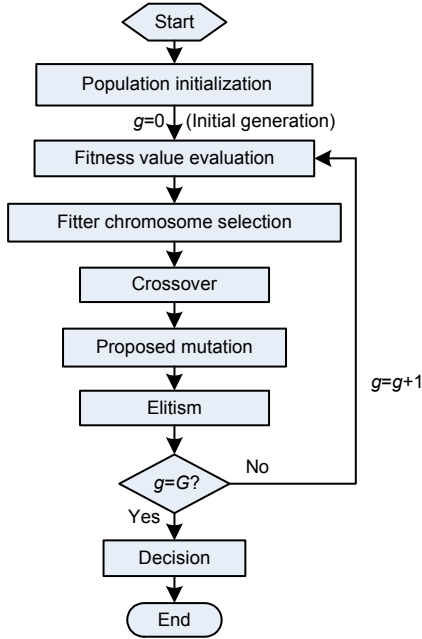 Start
Population initialization
g=0 (Initial generation)
Fitness value evaluation
Fitter chromosome selection
Crossover
Proposed mutation
g=g+1
Elitism
g=G?
No
Yes
Decision
End